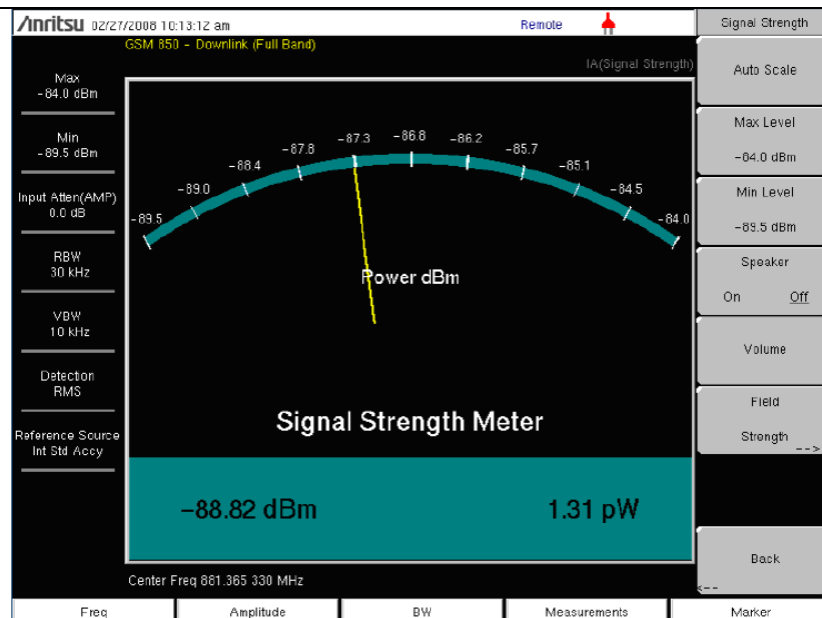 Anritsu 02/27/2008 10:13:12 am
Remote
Signal Strength
GSM 850 - Downlink (Full Band)
IA(Signal Strength)
Max
-84.0 dBm
Min
-89.5 dBm
Input Atten(AMP)
0.0 dB
RBW
30 kHz
VBW
10 kHz
Detection
RMS
Reference Source
Int Std Accy
-89.5
-89.0
-88.4
-87.8
-87.3
-86.8
-86.2
-85.7
-85.1
-84.5
-84.0
Power dBm
Signal Strength Meter
-88.82 dBm
1.31 pW
Center Freq 881.365 330 MHz
Auto Scale
Max Level
-84.0 dBm
Min Level
-89.5 dBm
Speaker
On Off
Volume
Field
Strength
-->
Back
<--
Freq
Amplitude
BW
Measurements
Marker